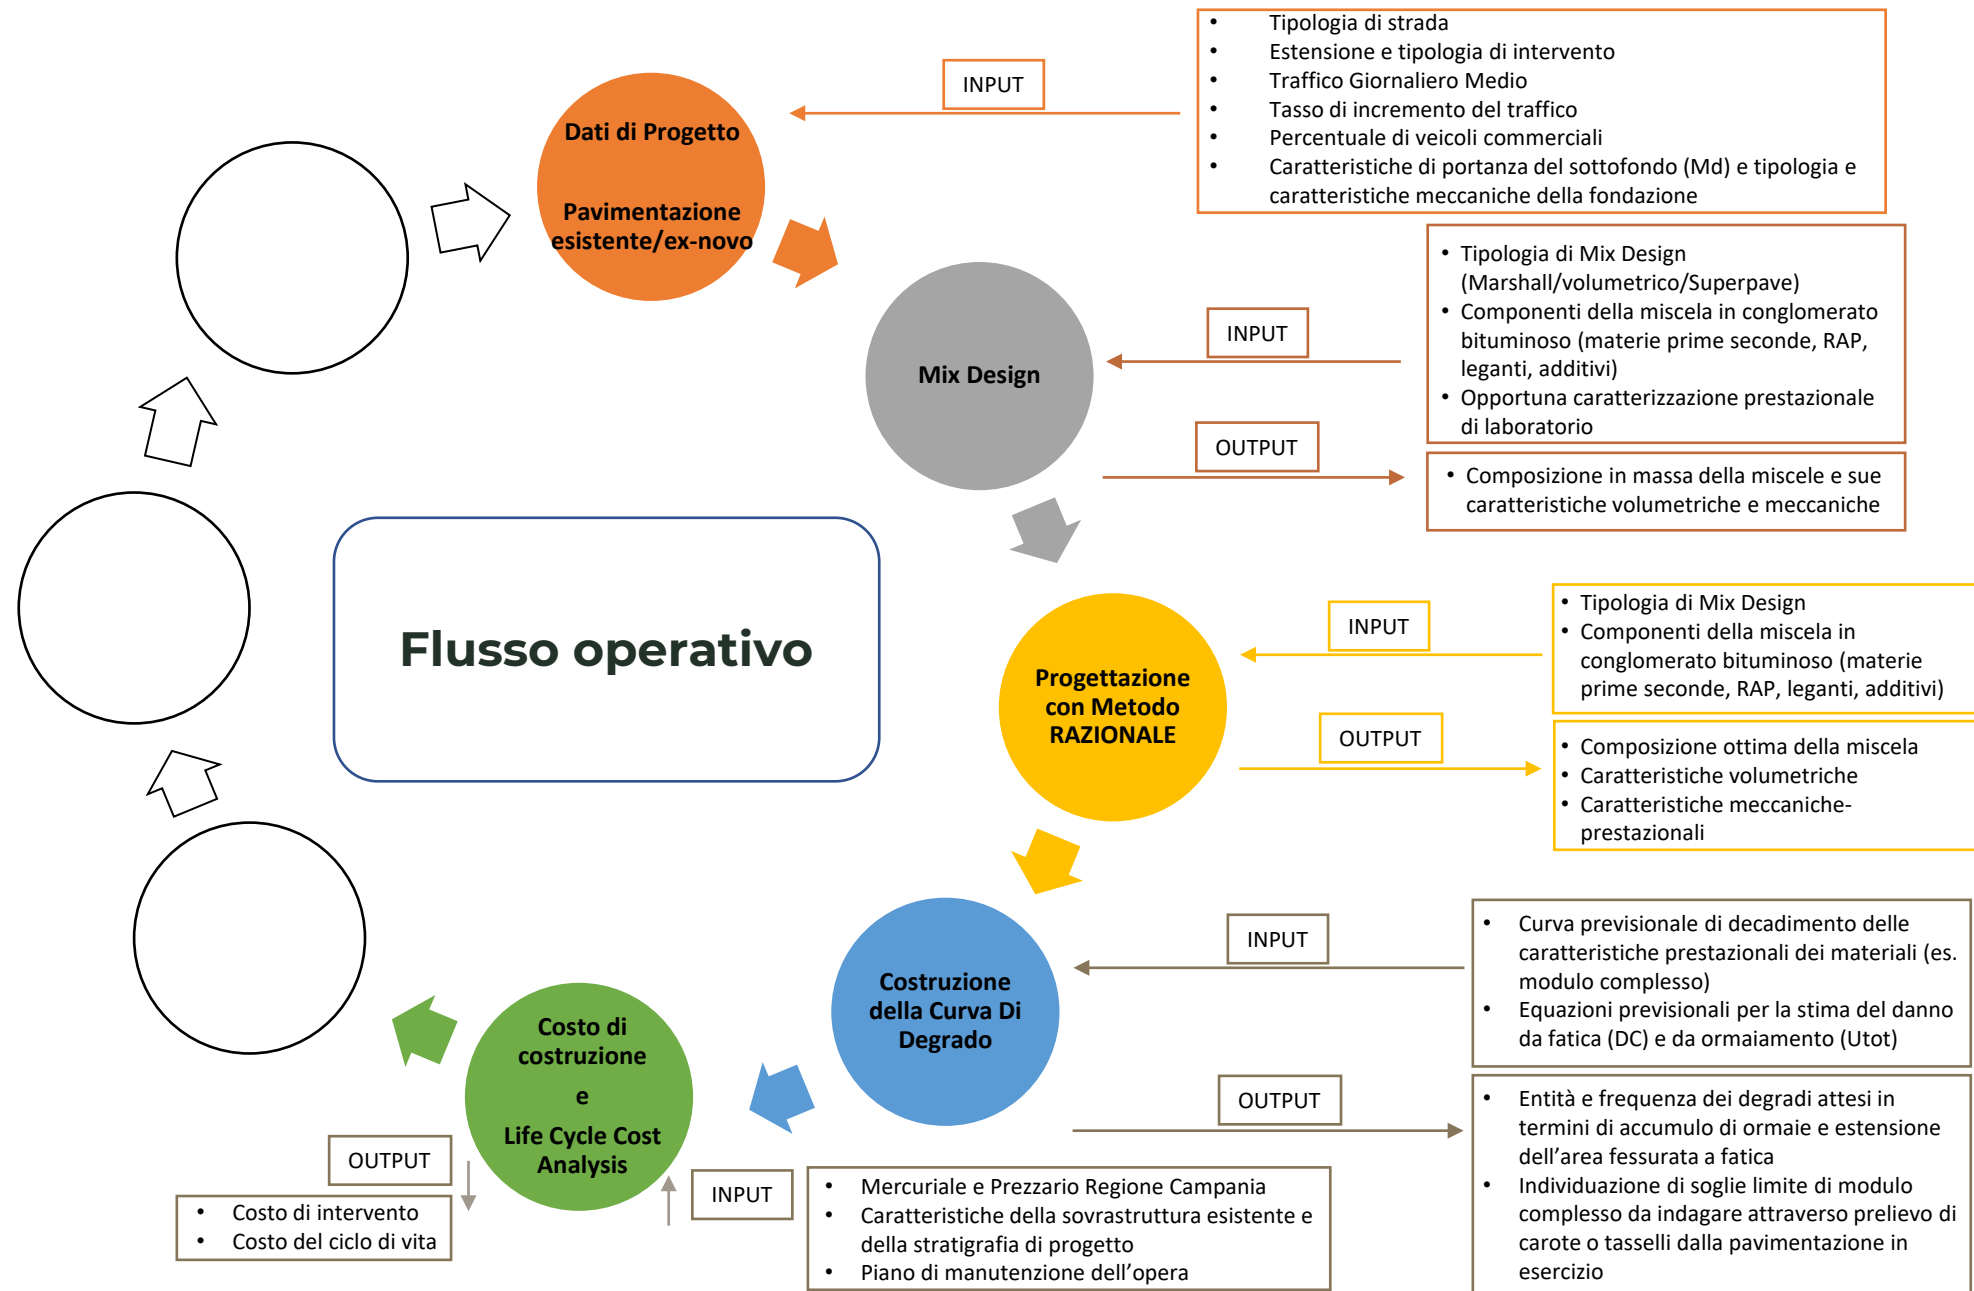 Dati di Progetto
Pavimentazione
esistente/ex-novo
INPUT
• Tipologia di strada
• Estensione e tipologia di intervento
• Traffico Giornaliero Medio
• Tasso di incremento del traffico
• Percentuale di veicoli commerciali
• Caratteristiche di portanza del sottofondo (Md) e tipologia e
caratteristiche meccaniche della fondazione
Mix Design
INPUT
• Tipologia di Mix Design
(Marshall/volumetrico/Superpave)
• Componenti della miscela in conglomerato
bituminoso (materie prime seconde, RAP,
leganti, additivi)
• Opportuna caratterizzazione prestazionale
di laboratorio
OUTPUT
• Composizione in massa della miscele e sue
caratteristiche volumetriche e meccaniche
Flusso operativo
Progettazione
con Metodo
RAZIONALE
INPUT
• Tipologia di Mix Design
• Componenti della miscela in
conglomerato bituminoso (materie
prime seconde, RAP, leganti, additivi)
OUTPUT
• Composizione ottima della miscela
• Caratteristiche volumetriche
• Caratteristiche meccaniche-
prestazionali
Costruzione
della Curva Di
Degrado
INPUT
• Curva previsionale di decadimento delle
caratteristiche prestazionali dei materiali (es.
modulo complesso)
• Equazioni previsionali per la stima del danno
da fatica (DC) e da ormaiamento (Utot)
OUTPUT
• Entità e frequenza dei degradi attesi in
termini di accumulo di ormaie e estensione
dell’area fessurata a fatica
• Individuazione di soglie limite di modulo
complesso da indagare attraverso prelievo di
carote o tasselli dalla pavimentazione in
esercizio
Costo di
costruzione
e
Life Cycle Cost
Analysis
INPUT
• Mercuriale e Prezzario Regione Campania
• Caratteristiche della sovrastruttura esistente e
della stratigrafia di progetto
• Piano di manutenzione dell’opera
OUTPUT
• Costo di intervento
• Costo del ciclo di vita